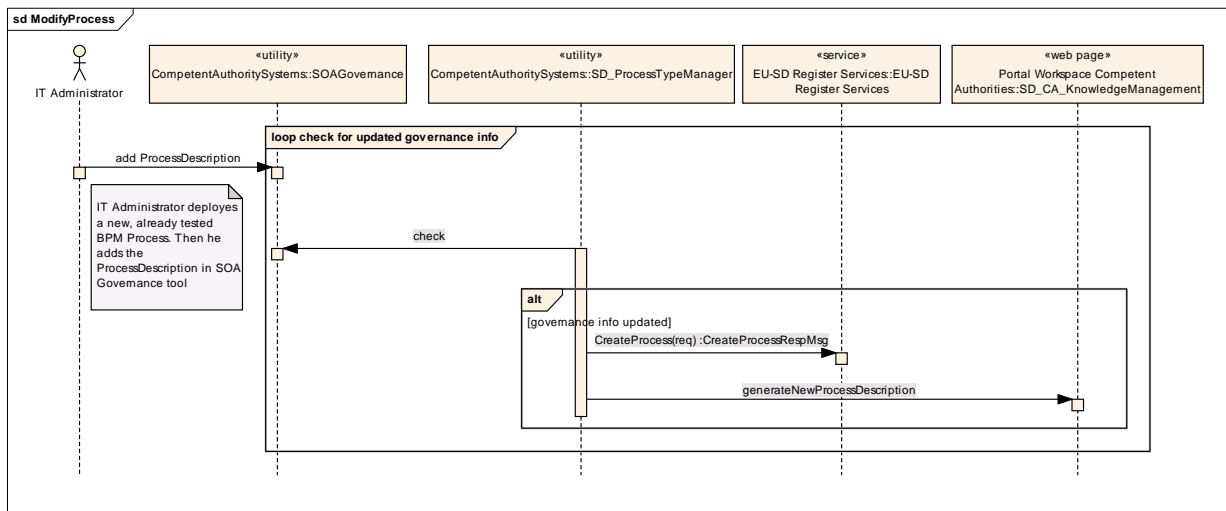 sd ModifyProcess
IT Administrator
«utility»
CompetentAuthoritySystems::SOAGovernance
«utility»
CompetentAuthoritySystems::SD_ProcessTypeManager
«service»
EU-SD Register Services::EU-SD
Register Services
«web page»
Portal Workspace Competent
Authorities::SD_CA_KnowledgeManagement
loop check for updated governance info
add ProcessDescription
IT Administrator deployes
a new, already tested
BPM Process. Then he
adds the
ProcessDescription in SOA
Governance tool
check
alt
[governance info updated]
CreateProcess(req) :CreateProcessRespMsg
generateNewProcessDescription